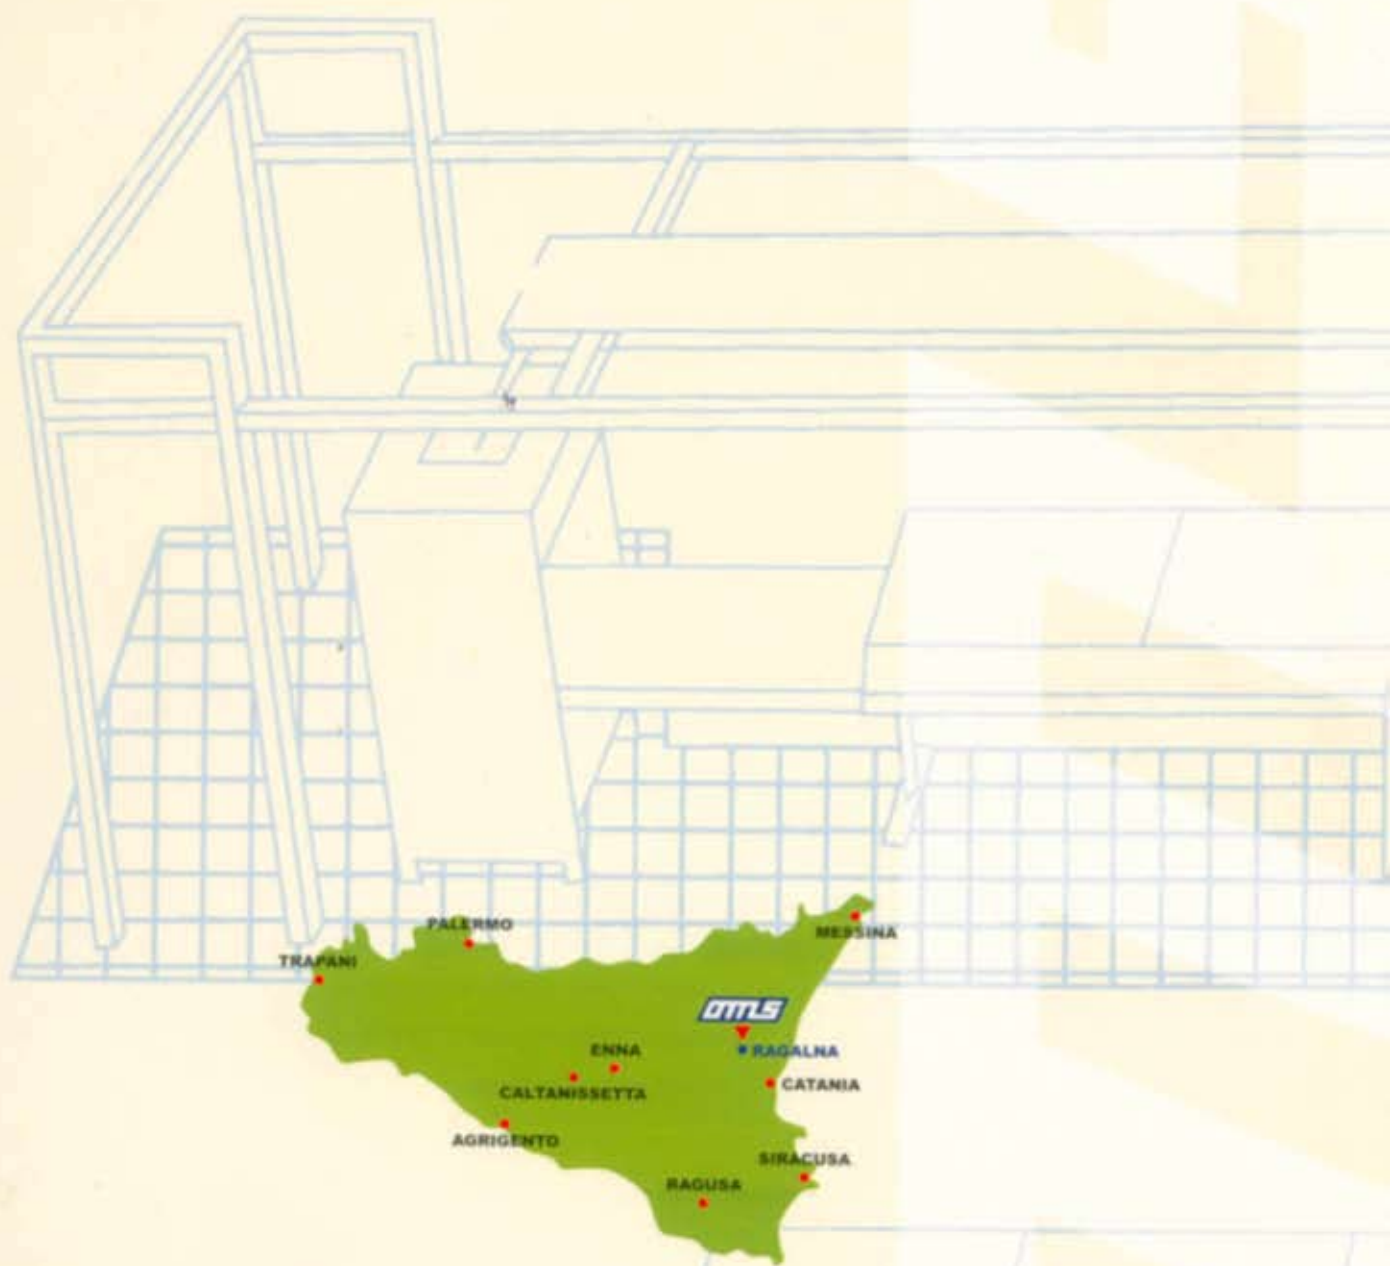 PALERMO
MESSINA
TRAPANI
OMS
RAGALNA
ENNA
CATANIA
CALTANISSETTA
AGRIGENTO
SIRACUSA
RAGUSA